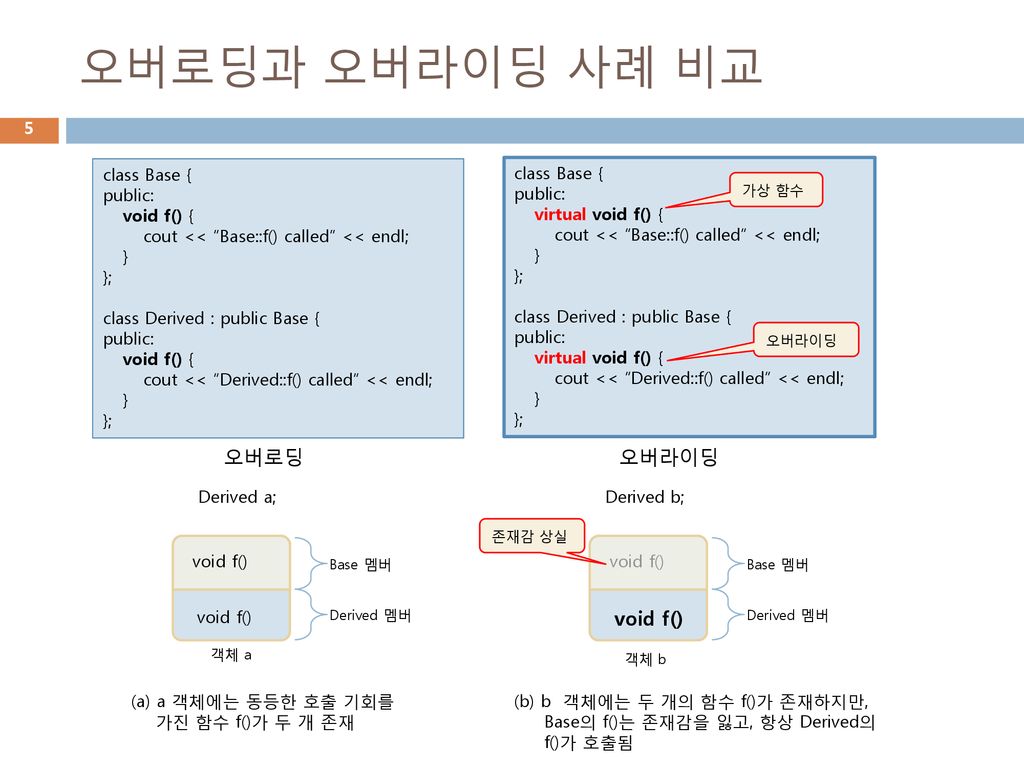 오버로딩과 오버라이딩 사례 비교
5
class Base {
public:
void f() {
cout << "Base::f() called" << endl;
}
};
class Derived : public Base {
public:
void f() {
cout << "Derived::f() called" << endl;
}
};
오버로딩
class Base {
public:
virtual void f() {
cout << "Base::f() called" << endl;
}
};
가상 함수
class Derived : public Base {
public:
virtual void f() {
cout << "Derived::f() called" << endl;
}
};
오버라이딩
오버라이딩
Derived a;
void f()
Base 멤버
void f()
Derived 멤버
객체 a
(a) a 객체에는 동등한 호출 기회를
가진 함수 f()가 두 개 존재
Derived b;
존재감 상실
void f()
Base 멤버
void f()
Derived 멤버
객체 b
(b) b 객체에는 두 개의 함수 f()가 존재하지만,
Base의 f()는 존재감을 잃고, 항상 Derived의
f()가 호출됨